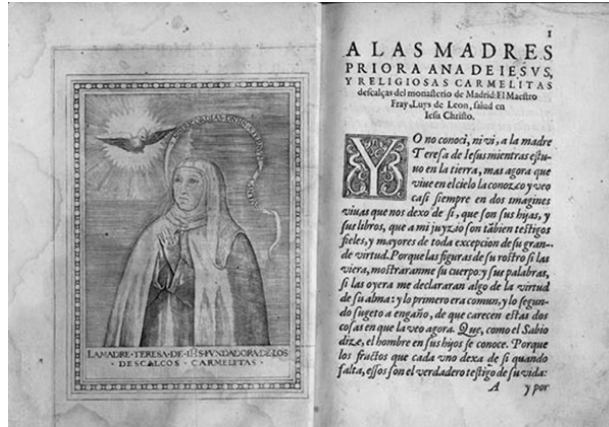 LA MADRE TERESA DE IHS FVNDADORA DE LOS
DESCALCOS CARMELITAS
1
A LAS MADRES
PRIORA ANA DE IESVS,
Y RELIGIOSAS CARMELITAS
descalças del monasterio de Madrid El Maestro
Fray Luys de Leon, salud en
Iesu Christo.
YO no conoci, ni vi, a la madre
Teresa de Iesus mientras estu-
uo en la tierra, mas agora que
viue en el cielo la conozco y veo
casi siempre en dos imagines
viuas que nos dexo de si, que son sus hijas, y
sus libros, que a mi juyzio son tãbien testigos
fieles, y mayores de toda excepcion de su gran-
de virtud. Porque las figuras de su rostro si las
viera, mostraranme su cuerpo: y sus palabras,
si las oyera me declararan algo de la virtud
de su alma: y lo primero era comun, y lo segun-
do sugeto a engaño, de que carecen estas dos
cosas en que la veo agora. Que, como el Sabio
dize, el hombre en sus hijos se conoce. Porque
los fructos que cada vno dexa de si quando
falta, essos son el verdadero testigo de su vida:
A y por